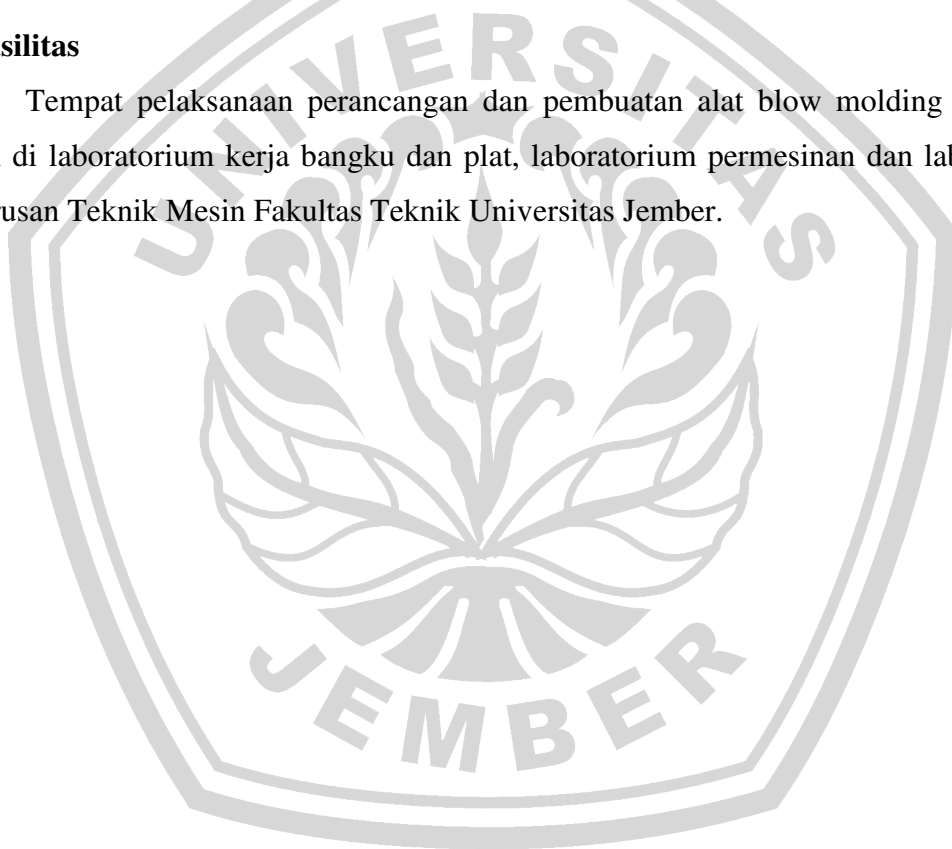 silitas
Tempat pelaksanaan perancangan dan pembuatan alat blow molding
di laboratorium kerja bangku dan plat, laboratorium permesinan dan lab
rusan Teknik Mesin Fakultas Teknik Universitas Jember.
UNIVERSITAS
JEMBER